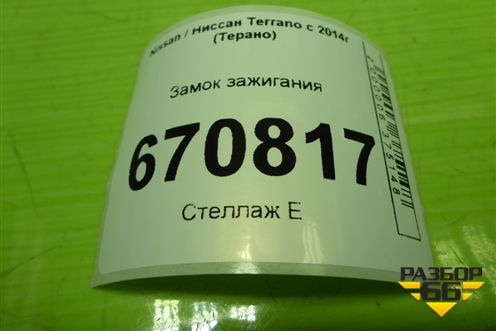 Nissan / Ниссан Terrano с 2014г
(Терано)
Замок зажигания
670817
Стеллаж Е
РАЗБОР
66